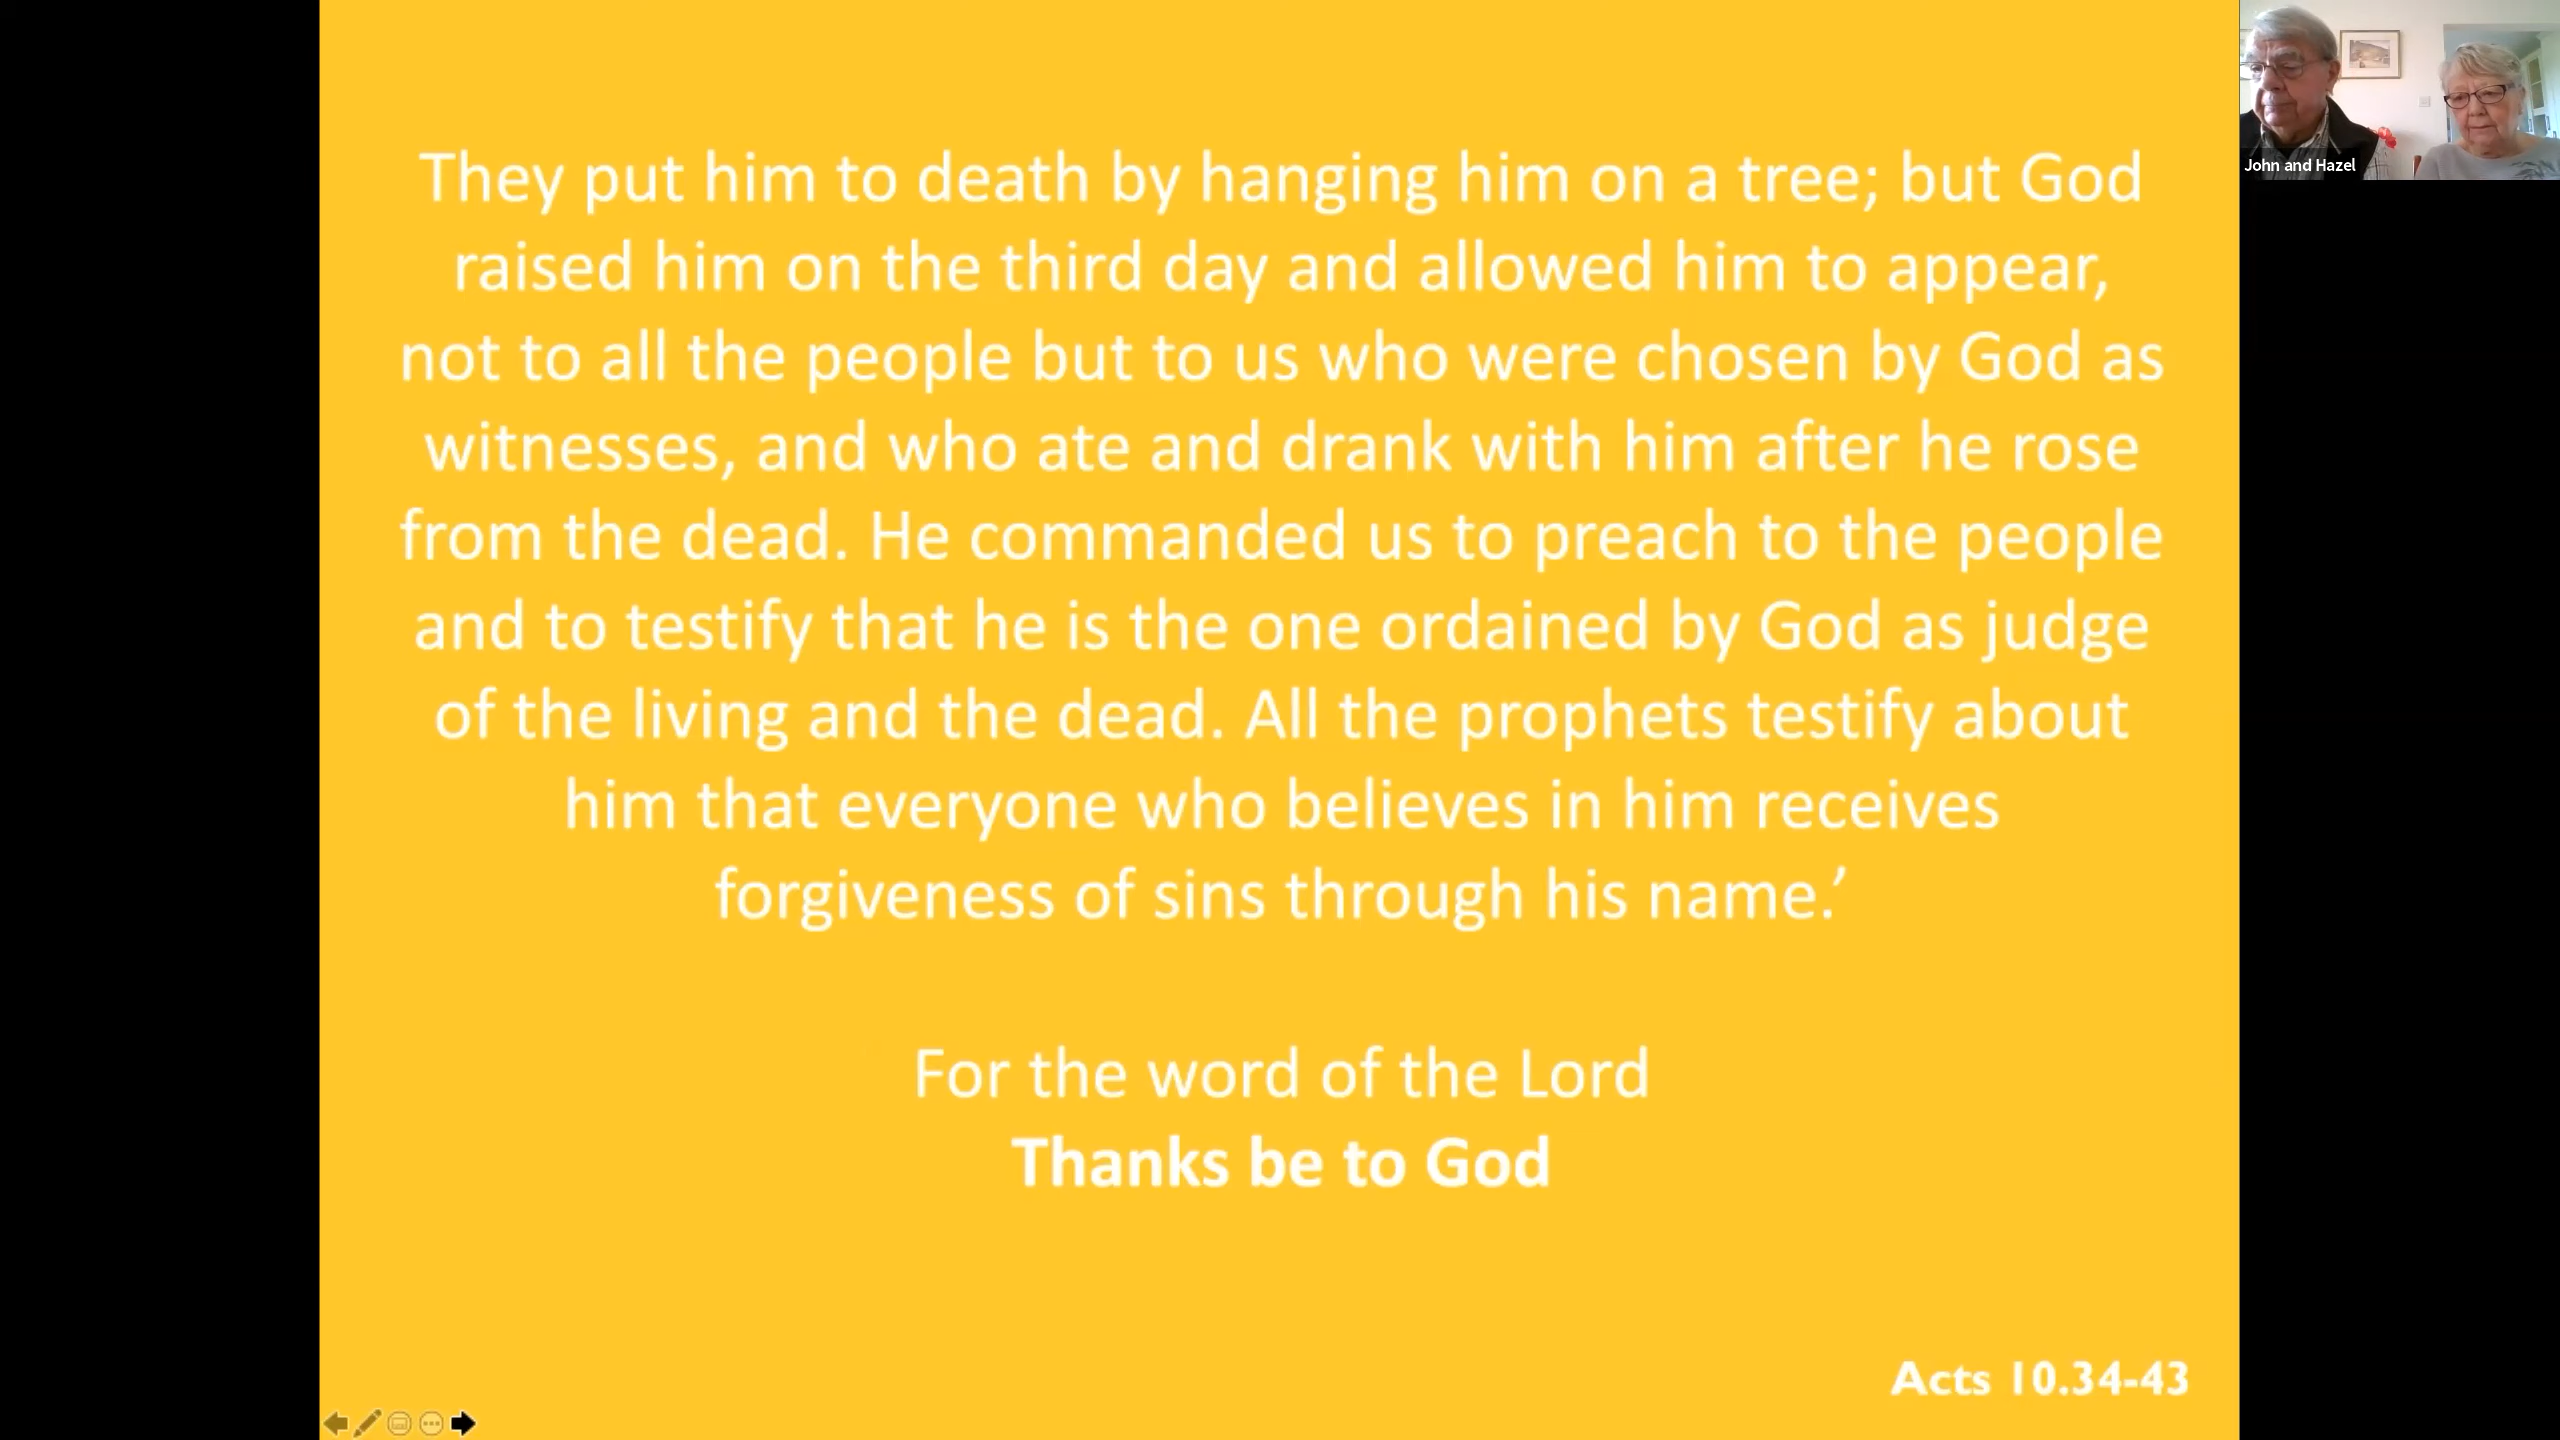 They put him to death by hanging him on a tree; but God
raised him on the third day and allowed him to appear,
not to all the people but to us who were chosen by God as
witnesses, and who ate and drank with him after he rose
from the dead. He commanded us to preach to the people
and to testify that he is the one ordained by God as judge
of the living and the dead. All the prophets testify about
him that everyone who believes in him receives
forgiveness of sins through his name.’
For the word of the Lord
Thanks be to God
Acts 10.34-43
John and Hazel